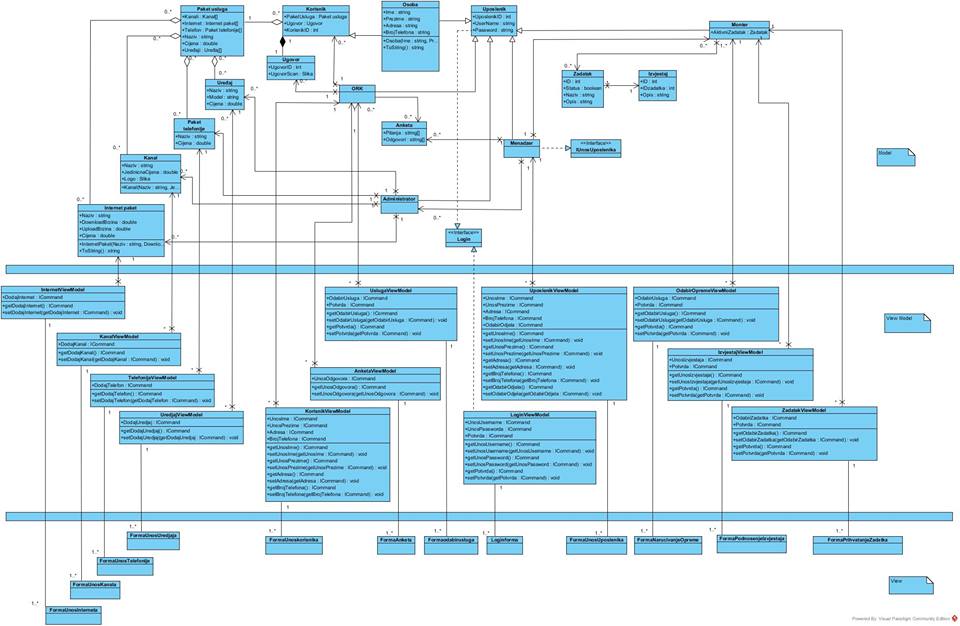 Paket usluga
+Kanali : Kanal[]
+Internet : Internet paket[]
+Telefon : Paket telefonije[]
+Naziv : string
+Cijena : double
+Uredjaji : Uređaj[]
Korisnik
+Paket Usluga : Paket usluga
+Ugovor : Ugovor
+KorisnikID : int
Osoba
+Ime : string
+Prezime : string
+Adresa : string
+BrojTelefona : string
+Osoba(Ime : string, Pr...
+ToString() : string
Uposlenik
+UposlenikID : int
+UserName : string
+Password : string
Monter
+AktivniZadatak : Zadatak
Ugovor
+UgovorID : int
+UgovorScan : Slika
Uređaj
+Naziv : string
+Model : string
+Cijena : double
ORK
Zadatak
+ID : int
+Status : boolean
+Naziv : string
+Opis : string
Izvjestaj
+ID : int
+IDzadatka : int
+Opis : string
Paket telefonije
+Naziv : string
+Cijena : double
Anketa
+Pitanja : string[]
+Odgovori : string[]
Menadzer
<<Interface>>
IUnosUposlenika
Model
Kanal
+Naziv : string
+JedinicnaCijena : double
+Logo : Slika
+Kanal(Naziv : string, Je...
Administrator
Internet paket
+Naziv : string
+DownloadBrzina : double
+UploadBrzina : double
+Cijena : double
+InternetPaket(Naziv : string, Downlo...
+ToString() : string
<<Interface>>
Login
InternetViewModel
+DodajInternet : ICommand
+getDodajInternet() : ICommand
+setDodajInternet(getDodajInternet : ICommand) : void
UslugaViewModel
+OdabirUsluga : ICommand
+Potvrda : ICommand
+getOdabirUsluga() : ICommand
+setOdabirUsluga(getOdabirUsluga : ICommand) : void
+getPotvrda() : ICommand
+setPotvrda(getPotvrda : ICommand) : void
UposlenikViewModel
+UnosIme : ICommand
+UnosPrezime : ICommand
+Adresa : ICommand
+BrojTelefona : ICommand
+OdabirOdjela : ICommand
+getUnosIme() : ICommand
+setUnosIme(getUnosIme : ICommand) : void
+getUnosPrezime() : ICommand
+setUnosPrezime(getUnosPrezime : ICommand) : void
+getAdresa() : ICommand
+setAdresa(getAdresa : ICommand) : void
+getBrojTelefona() : ICommand
+setBrojTelefona(getBrojTelefona : ICommand) : void
+getOdabirOdjela() : ICommand
+setOdabirOdjela(getOdabirOdjela : ICommand) : void
OdabirOpremeViewModel
+OdabirUsluga : ICommand
+Potvrda : ICommand
+getOdabirUsluga() : ICommand
+setOdabirUsluga(getOdabirUsluga : ICommand) : void
+getPotvrda() : ICommand
+setPotvrda(getPotvrda : ICommand) : void
View Model
KanalViewModel
+DodajKanal : ICommand
+getDodajKanal() : ICommand
+setDodajKanal(getDodajKanal : ICommand) : void
IzvjestajViewModel
+UnosIzvjestaja : ICommand
+Potvrda : ICommand
+getUnosIzvjestaja() : ICommand
+setUnosIzvjestaja(getUnosIzvjestaja : ICommand) : void
+getPotvrda() : ICommand
+setPotvrda(getPotvrda : ICommand) : void
TelefonijaViewModel
+DodajTelefon : ICommand
+getDodajTelefon() : ICommand
+setDodajTelefon(getDodajTelefon : ICommand) : void
AnketaViewModel
+UnosOdgovora : ICommand
+getUnosOdgovora() : ICommand
+setUnosOdgovora(getUnosOdgovora : ICommand) : void
UredjajViewModel
+DodajUredjaj : ICommand
+getDodajUredjaj() : ICommand
+setDodajUredjaj(getDodajUredjaj : ICommand) : void
KorisnikViewModel
+UnosIme : ICommand
+UnosPrezime : ICommand
+Adresa : ICommand
+BrojTelefona : ICommand
+getUnosIme() : ICommand
+setUnosIme(getUnosIme : ICommand) : void
+getUnosPrezime() : ICommand
+setUnosPrezime(getUnosPrezime : ICommand) : void
+getAdresa() : ICommand
+setAdresa(getAdresa : ICommand) : void
+getBrojTelefona() : ICommand
+setBrojTelefona(getBrojTelefona : ICommand) : void
LoginViewModel
+UnosUsername : ICommand
+UnosPassworda : ICommand
+Potvrda : ICommand
+getUnosUsername() : ICommand
+setUnosUsername(getUnosUsername : ICommand) : void
+getUnosPassword() : ICommand
+setUnosPassword(getUnosPassword : ICommand) : void
+getPotvrda() : ICommand
+setPotvrda(getPotvrda : ICommand) : void
ZadatakViewModel
+OdabirZadatka : ICommand
+Potvrda : ICommand
+getOdabirZadatka() : ICommand
+setOdabirZadatka(getOdabirZadatka : ICommand) : void
+getPotvrda() : ICommand
+setPotvrda(getPotvrda : ICommand) : void
FormaUnosUredjaja
FormaUnoskorisnika
FormaAnketa
Formaodabirusluga
Loginforma
FormaUnosUposlenika
FormaNarucivanjeOpreme
FormaPodnosenjeIzvjestaja
FormaPrihvatanjeZadatka
FormaUnosTelefonije
FormaUnosKanala
FormaUnosInterneta
View
Powered By Visual Paradigm Community Edition